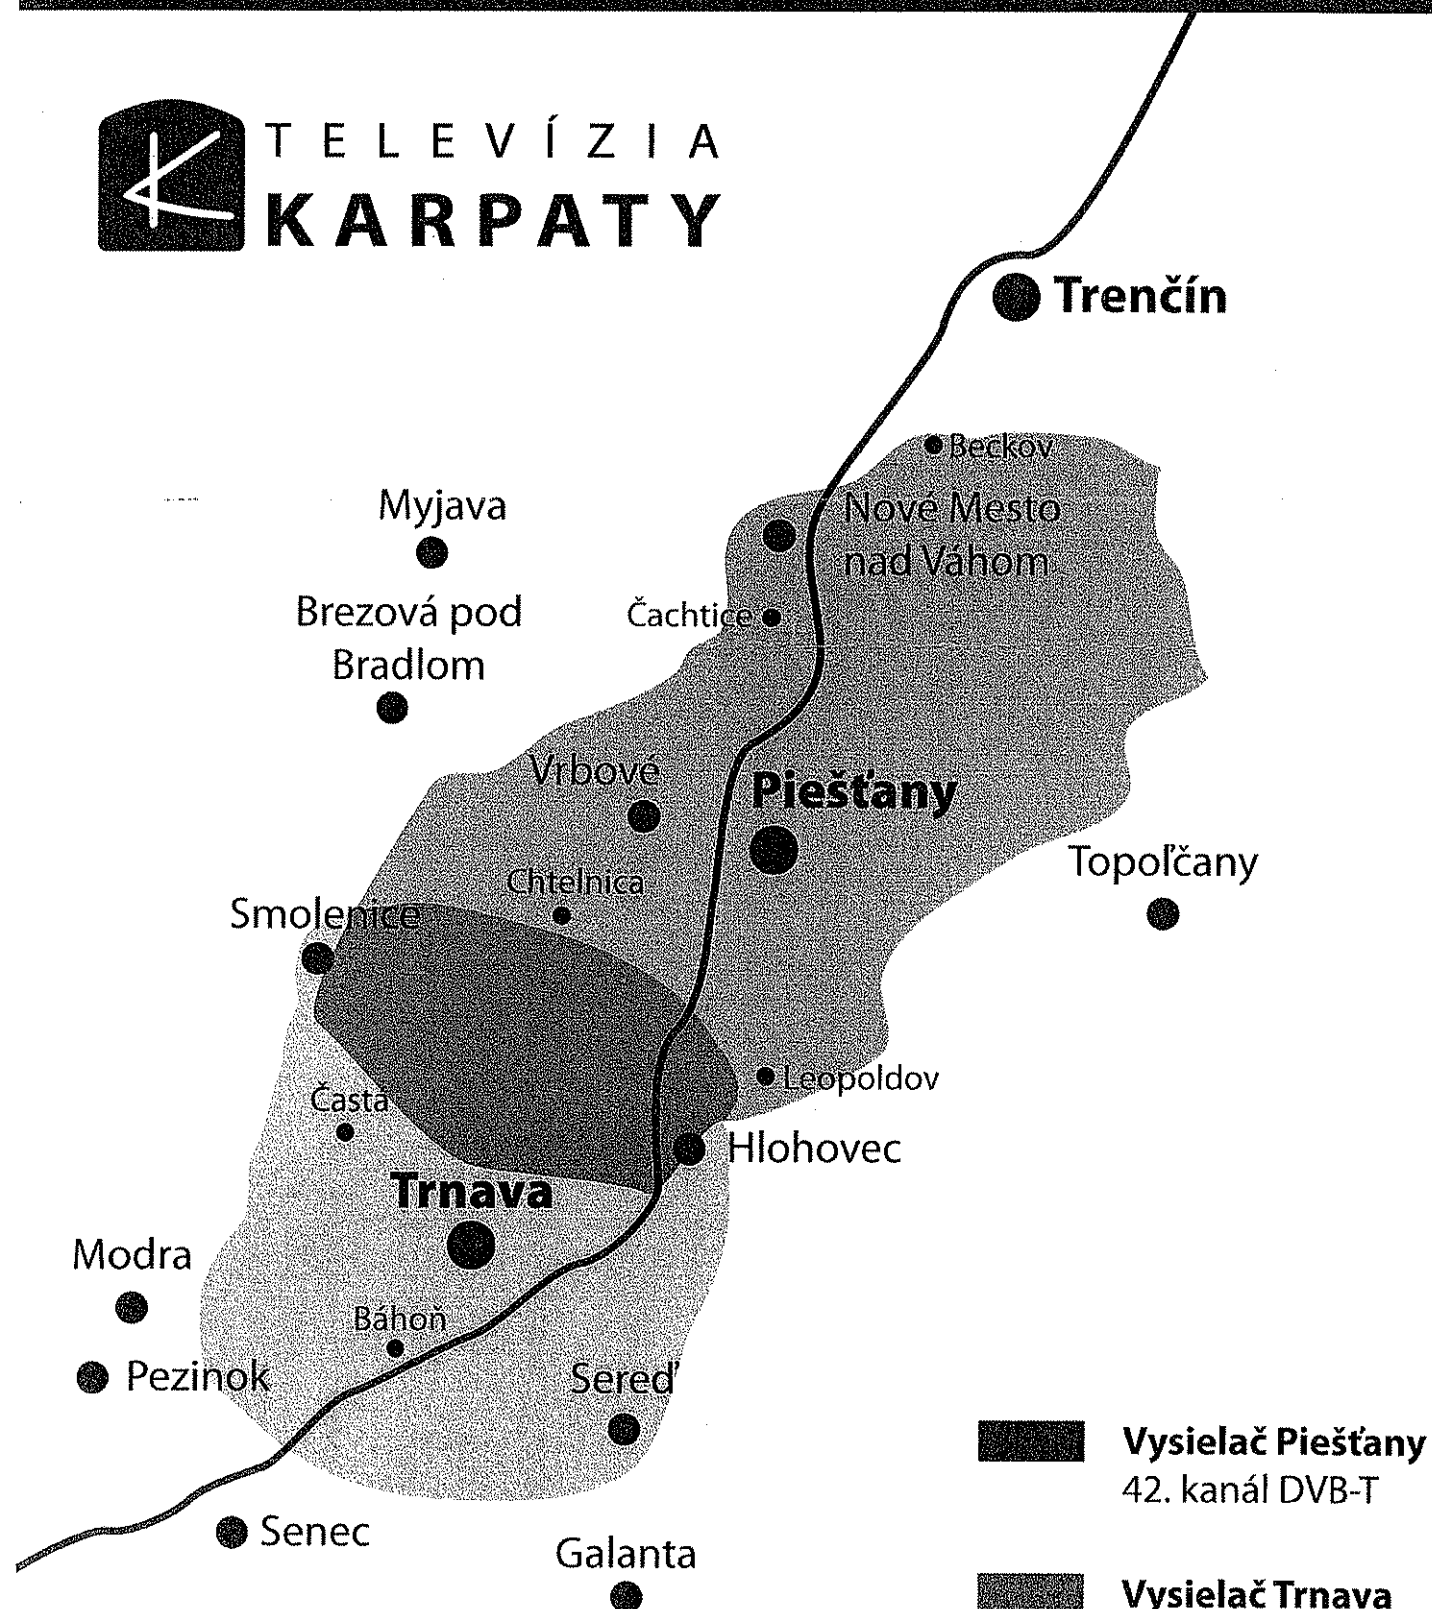 TELEVÍZIA
KARPATY
Trenčín
Beckov
Myjava
Nové Mesto
nad Váhom
Brezová pod
Bradlom
Čachtice
Vrbové
Piešťany
Topoľčany
Chtelnica
Smolenice
Leopoldov
Častá
Hlohovec
Trnava
Modra
Báhoň
Pezinok
Sereď
Vysielač Piešťany
42. kanál DVB-T
Senec
Galanta
Vysielač Trnava